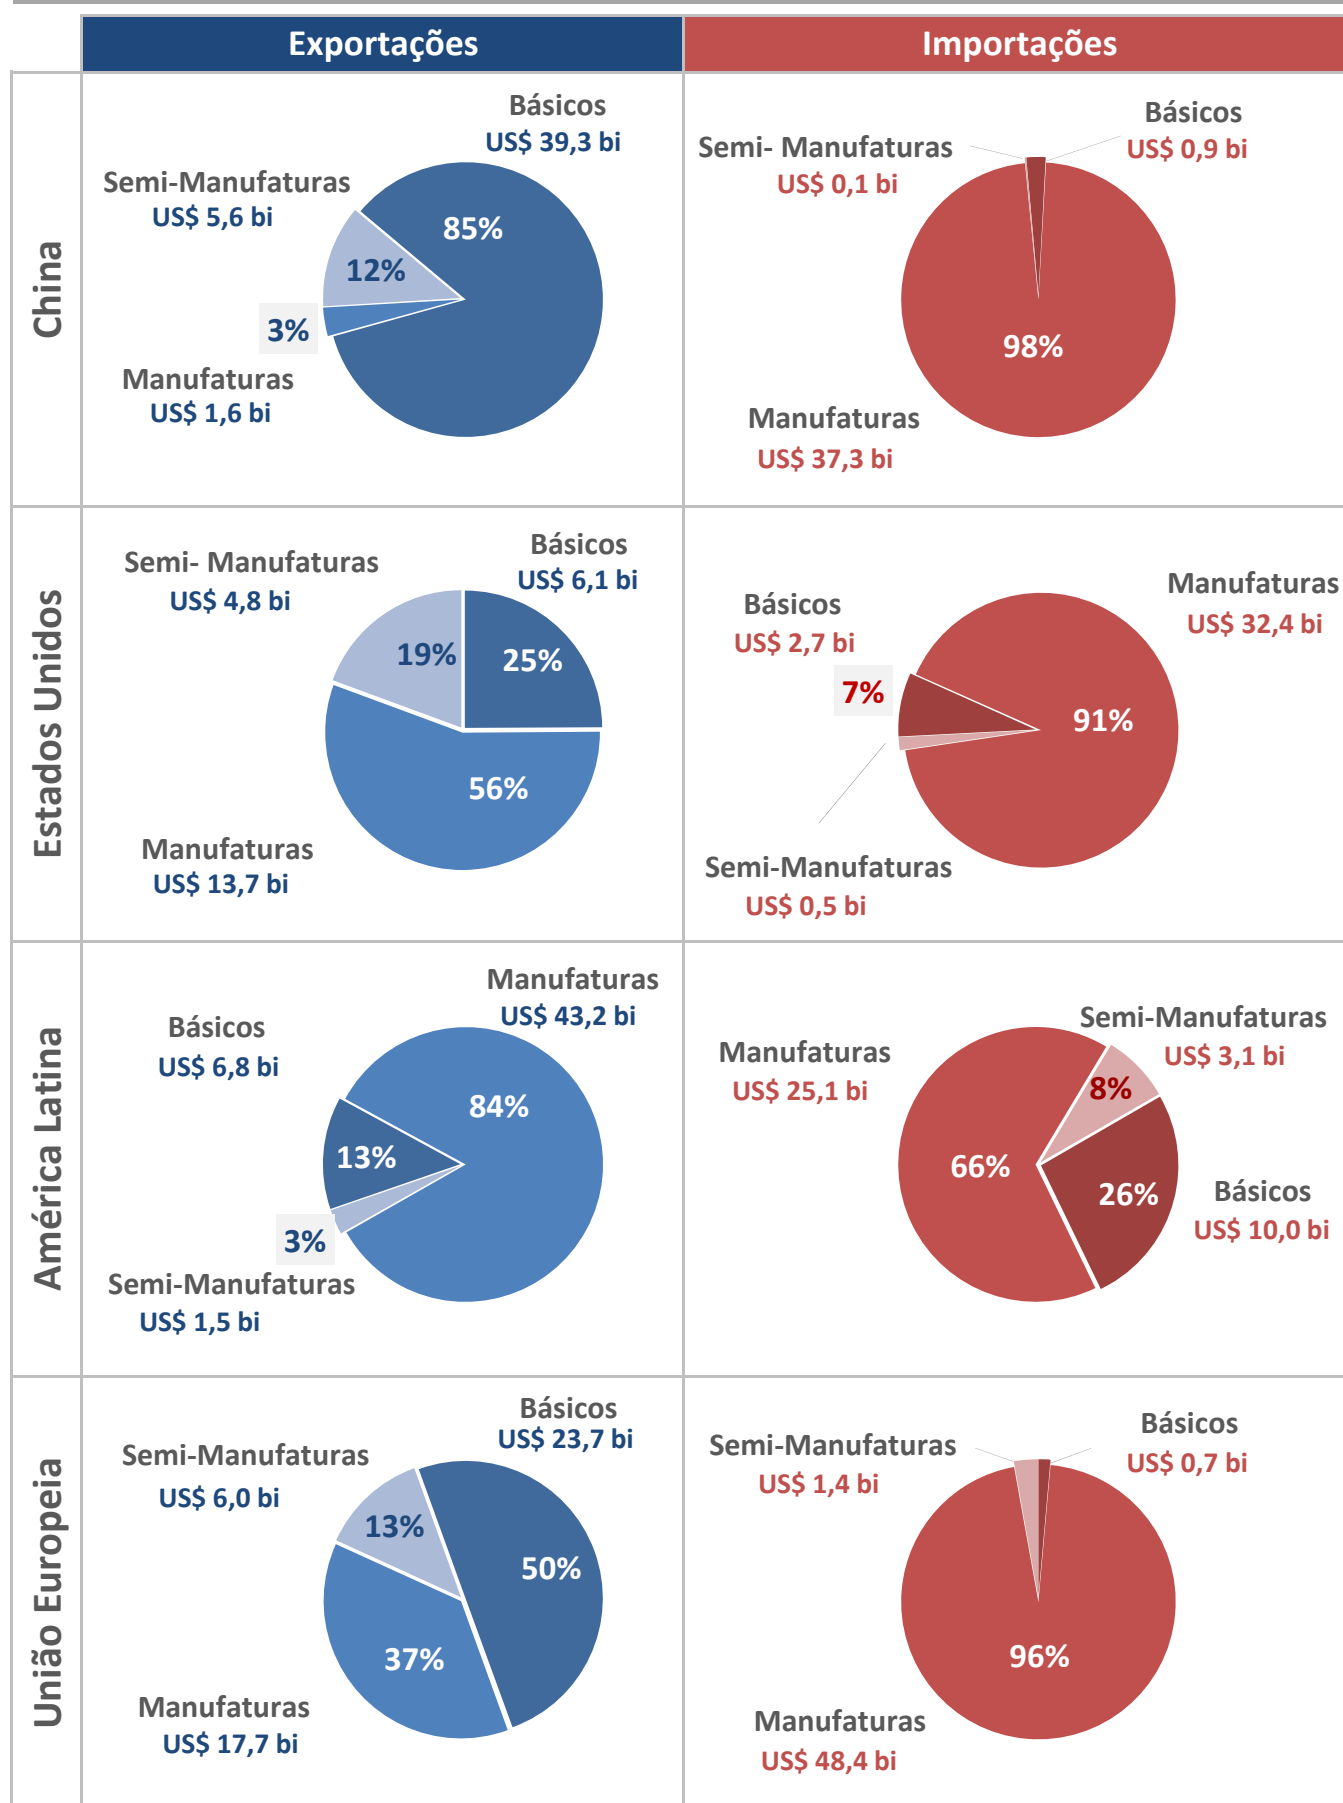 Exportações
Importações
China
Básicos
US$ 39,3 bi
Semi-Manufaturas
US$ 5,6 bi
85%
12%
3%
Manufaturas
US$ 1,6 bi
Básicos
US$ 0,9 bi
Semi- Manufaturas
US$ 0,1 bi
98%
Manufaturas
US$ 37,3 bi
Estados Unidos
Básicos
US$ 6,1 bi
Semi- Manufaturas
US$ 4,8 bi
19%
25%
56%
Manufaturas
US$ 13,7 bi
Manufaturas
US$ 32,4 bi
Básicos
US$ 2,7 bi
7%
91%
Semi-Manufaturas
US$ 0,5 bi
América Latina
Manufaturas
US$ 43,2 bi
Básicos
US$ 6,8 bi
84%
13%
3%
Semi-Manufaturas
US$ 1,5 bi
Semi-Manufaturas
US$ 3,1 bi
Manufaturas
US$ 25,1 bi
8%
66%
26%
Básicos
US$ 10,0 bi
União Europeia
Básicos
US$ 23,7 bi
Semi-Manufaturas
US$ 6,0 bi
13%
50%
37%
Manufaturas
US$ 17,7 bi
Básicos
US$ 0,7 bi
Semi-Manufaturas
US$ 1,4 bi
96%
Manufaturas
US$ 48,4 bi